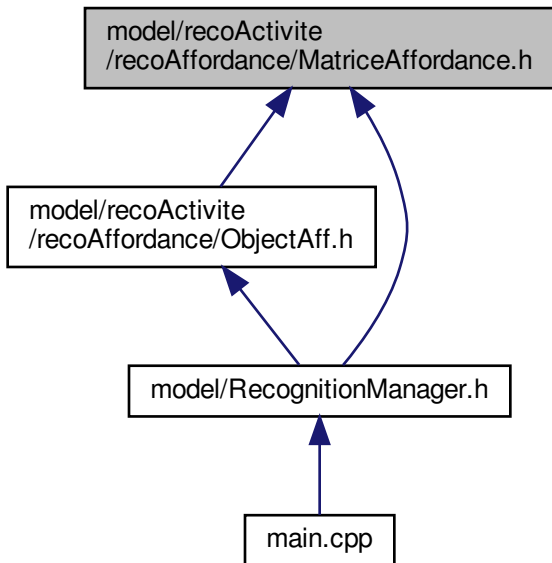 model/recoActivite
/recoAffordance/MatriceAffordance.h
model/recoActivite
/recoAffordance/ObjectAff.h
model/RecognitionManager.h
main.cpp